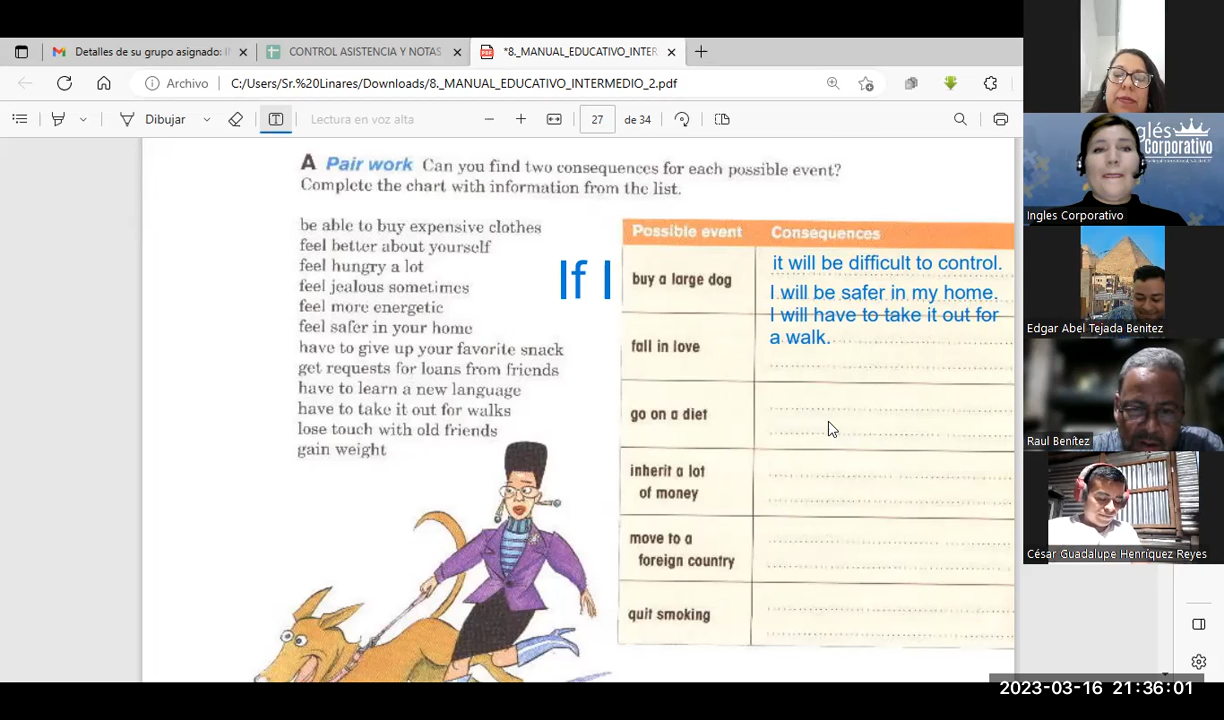 Detalles de su grupo asignado: I
CONTROL ASISTENCIA Y NOTAS
*8._MANUAL_EDUCATIVO_INTER
Archivo
C:/Users/Sr.%20Linares/Downloads/8._MANUAL_EDUCATIVO_INTERMEDIO_2.pdf
Dibujar
Lectura en voz alta
27
de 34
A Pair work Can you find two consequences for each possible event?
Complete the chart with information from the list.
be able to buy expensive clothes
feel better about yourself
feel hungry a lot
feel jealous sometimes
feel more energetic
feel safer in your home
have to give up your favorite snack
get requests for loans from friends
have to learn a new language
have to take it out for walks
lose touch with old friends
gain weight
If I
Possible event
Consequences
buy a large dog
it will be difficult to control.
I will be safer in my home.
I will have to take it out for
a walk.
fall in love
go on a diet
inherit a lot
of money
move to a
foreign country
quit smoking
glés
Corporativo
Ingles Corporativo
Edgar Abel Tejada Benitez
Raul Benítez
César Guadalupe Henríquez Reyes
2023-03-16 21:36:01